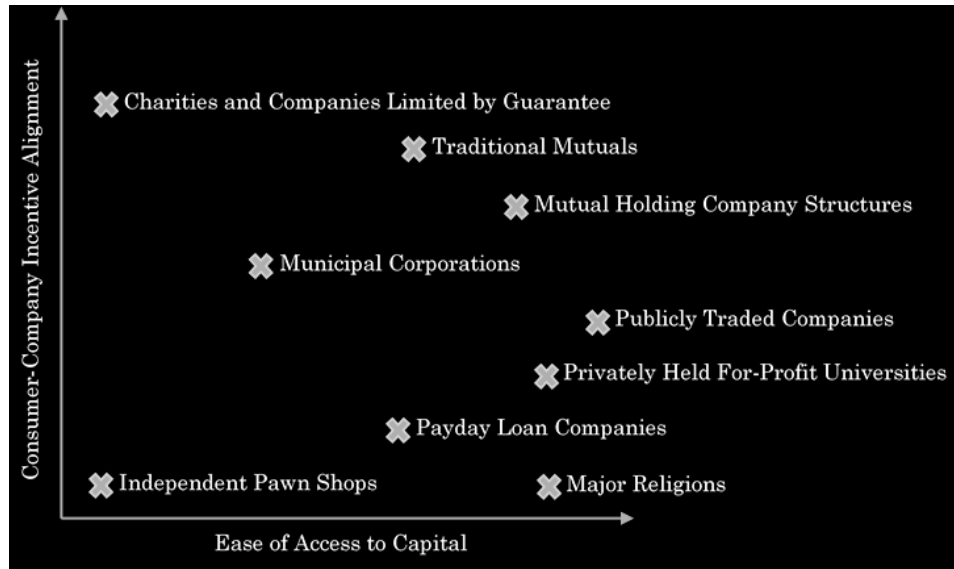 Consumer-Company Incentive Alignment
Charities and Companies Limited by Guarantee
Traditional Mutuals
Mutual Holding Company Structures
Municipal Corporations
Publicly Traded Companies
Privately Held For-Profit Universities
Payday Loan Companies
Independent Pawn Shops
Major Religions
Ease of Access to Capital